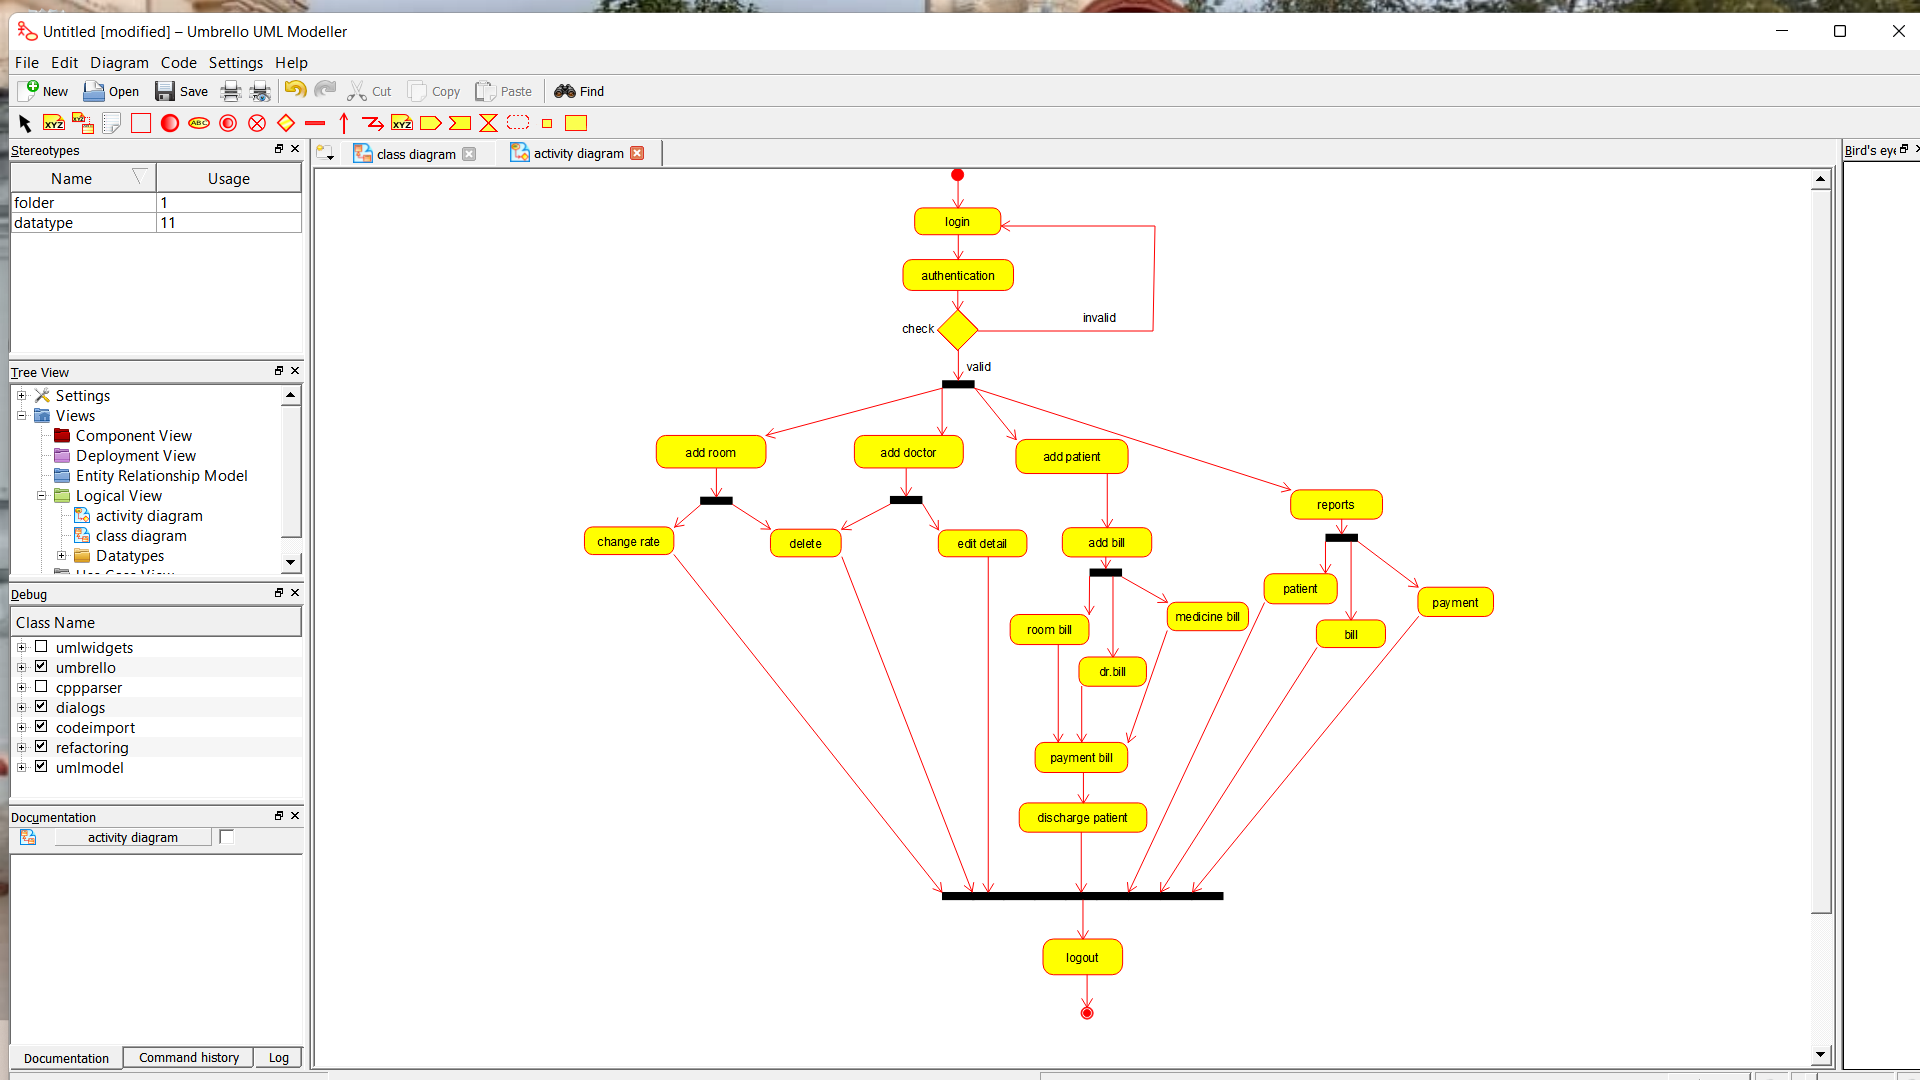 Untitled [modified] – Umbrello UML Modeller
File Edit Diagram Code Settings Help
New Open Save Cut Copy Paste Find
XYZ XYZ ABC XYZ
Stereotypes
Name Usage
folder 1
datatype 11
Tree View
Settings
Views
Component View
Deployment View
Entity Relationship Model
Logical View
activity diagram
class diagram
Datatypes
Debug
Class Name
umlwidgets
umbrello
cppparser
dialogs
codeimport
refactoring
umlmodel
Documentation
activity diagram
Documentation Command history Log
class diagram activity diagram
Bird's eye
login
authentication
check
invalid
valid
add room
add doctor
add patient
reports
change rate
delete
edit detail
add bill
patient
payment
medicine bill
room bill
bill
dr.bill
payment bill
discharge patient
logout